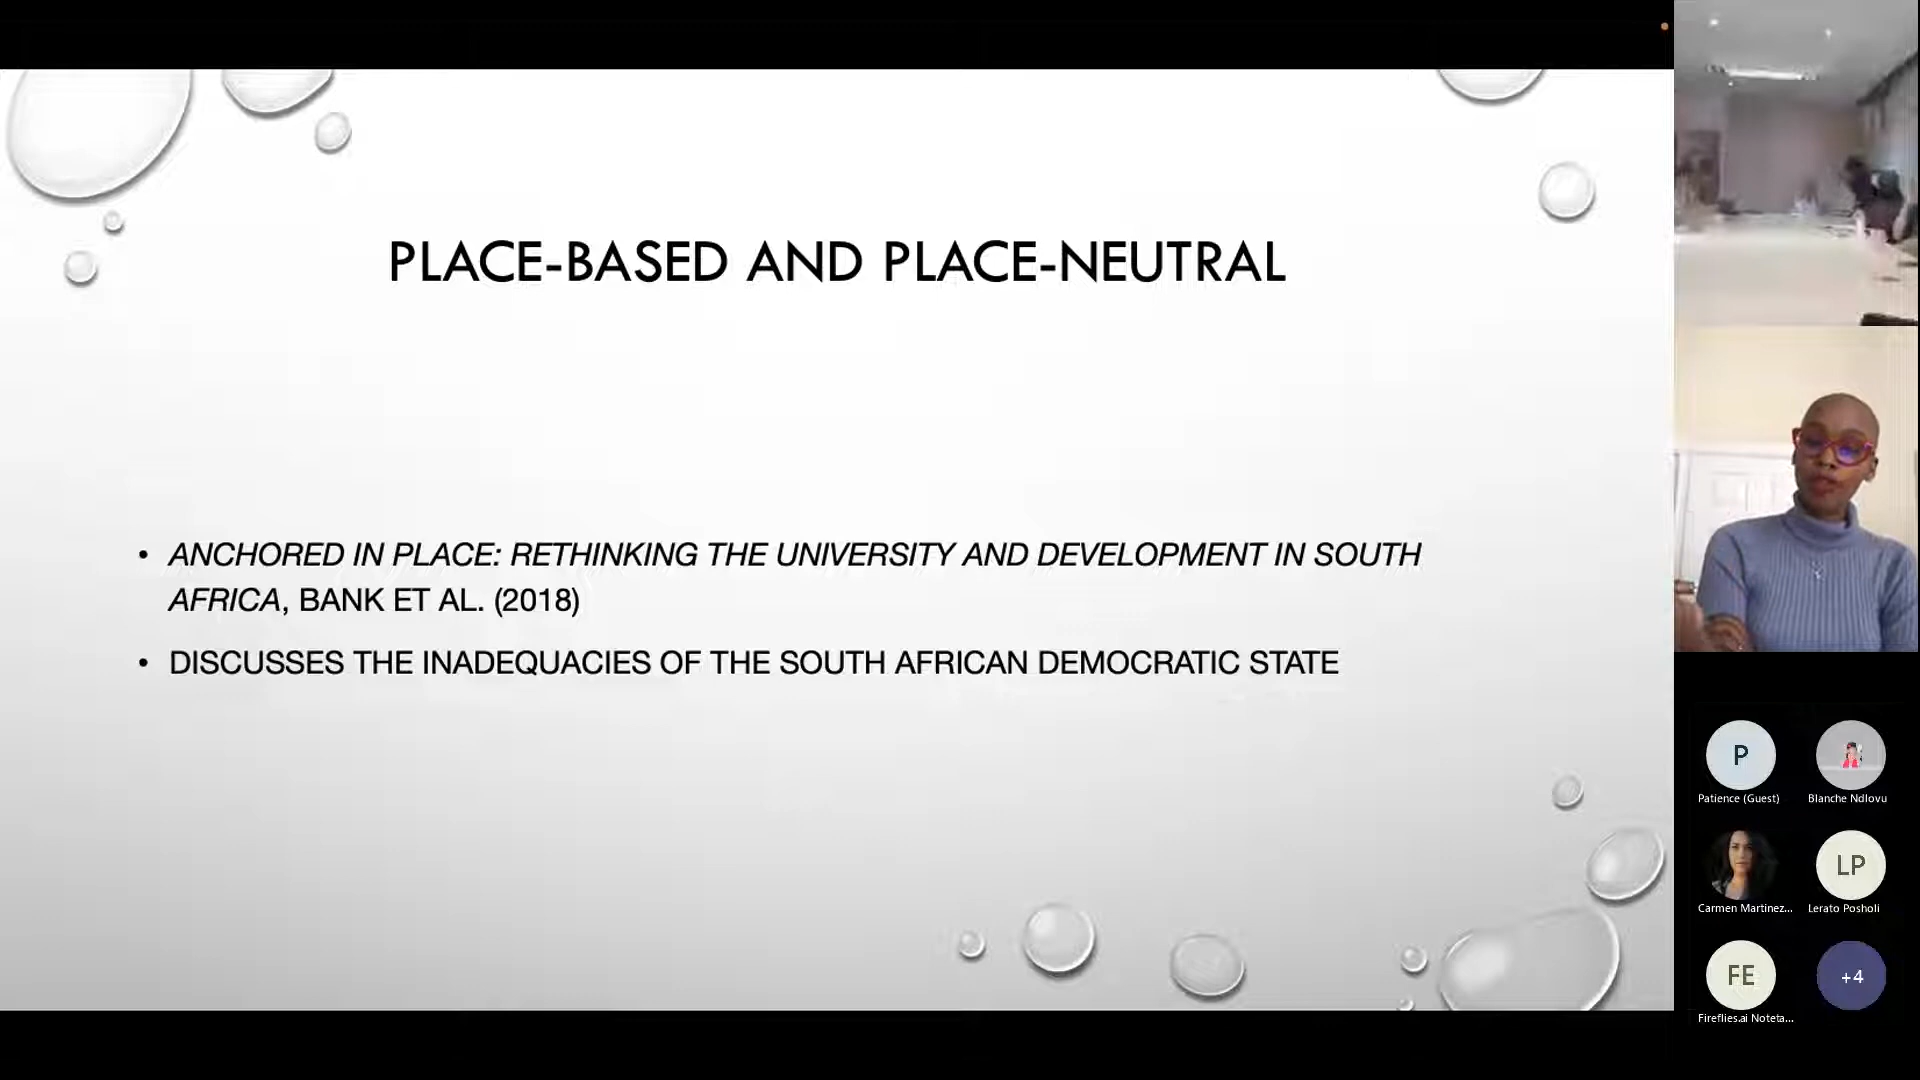 PLACE-BASED AND PLACE-NEUTRAL
• ANCHORED IN PLACE: RETHINKING THE UNIVERSITY AND DEVELOPMENT IN SOUTH
AFRICA, BANK ET AL. (2018)
• DISCUSSES THE INADEQUACIES OF THE SOUTH AFRICAN DEMOCRATIC STATE
P
Patience (Guest)
Blanche Ndlovu
Carmen Martinez...
LP
Lerato Posholi
FE
Fireflies.ai Noteta...
+4